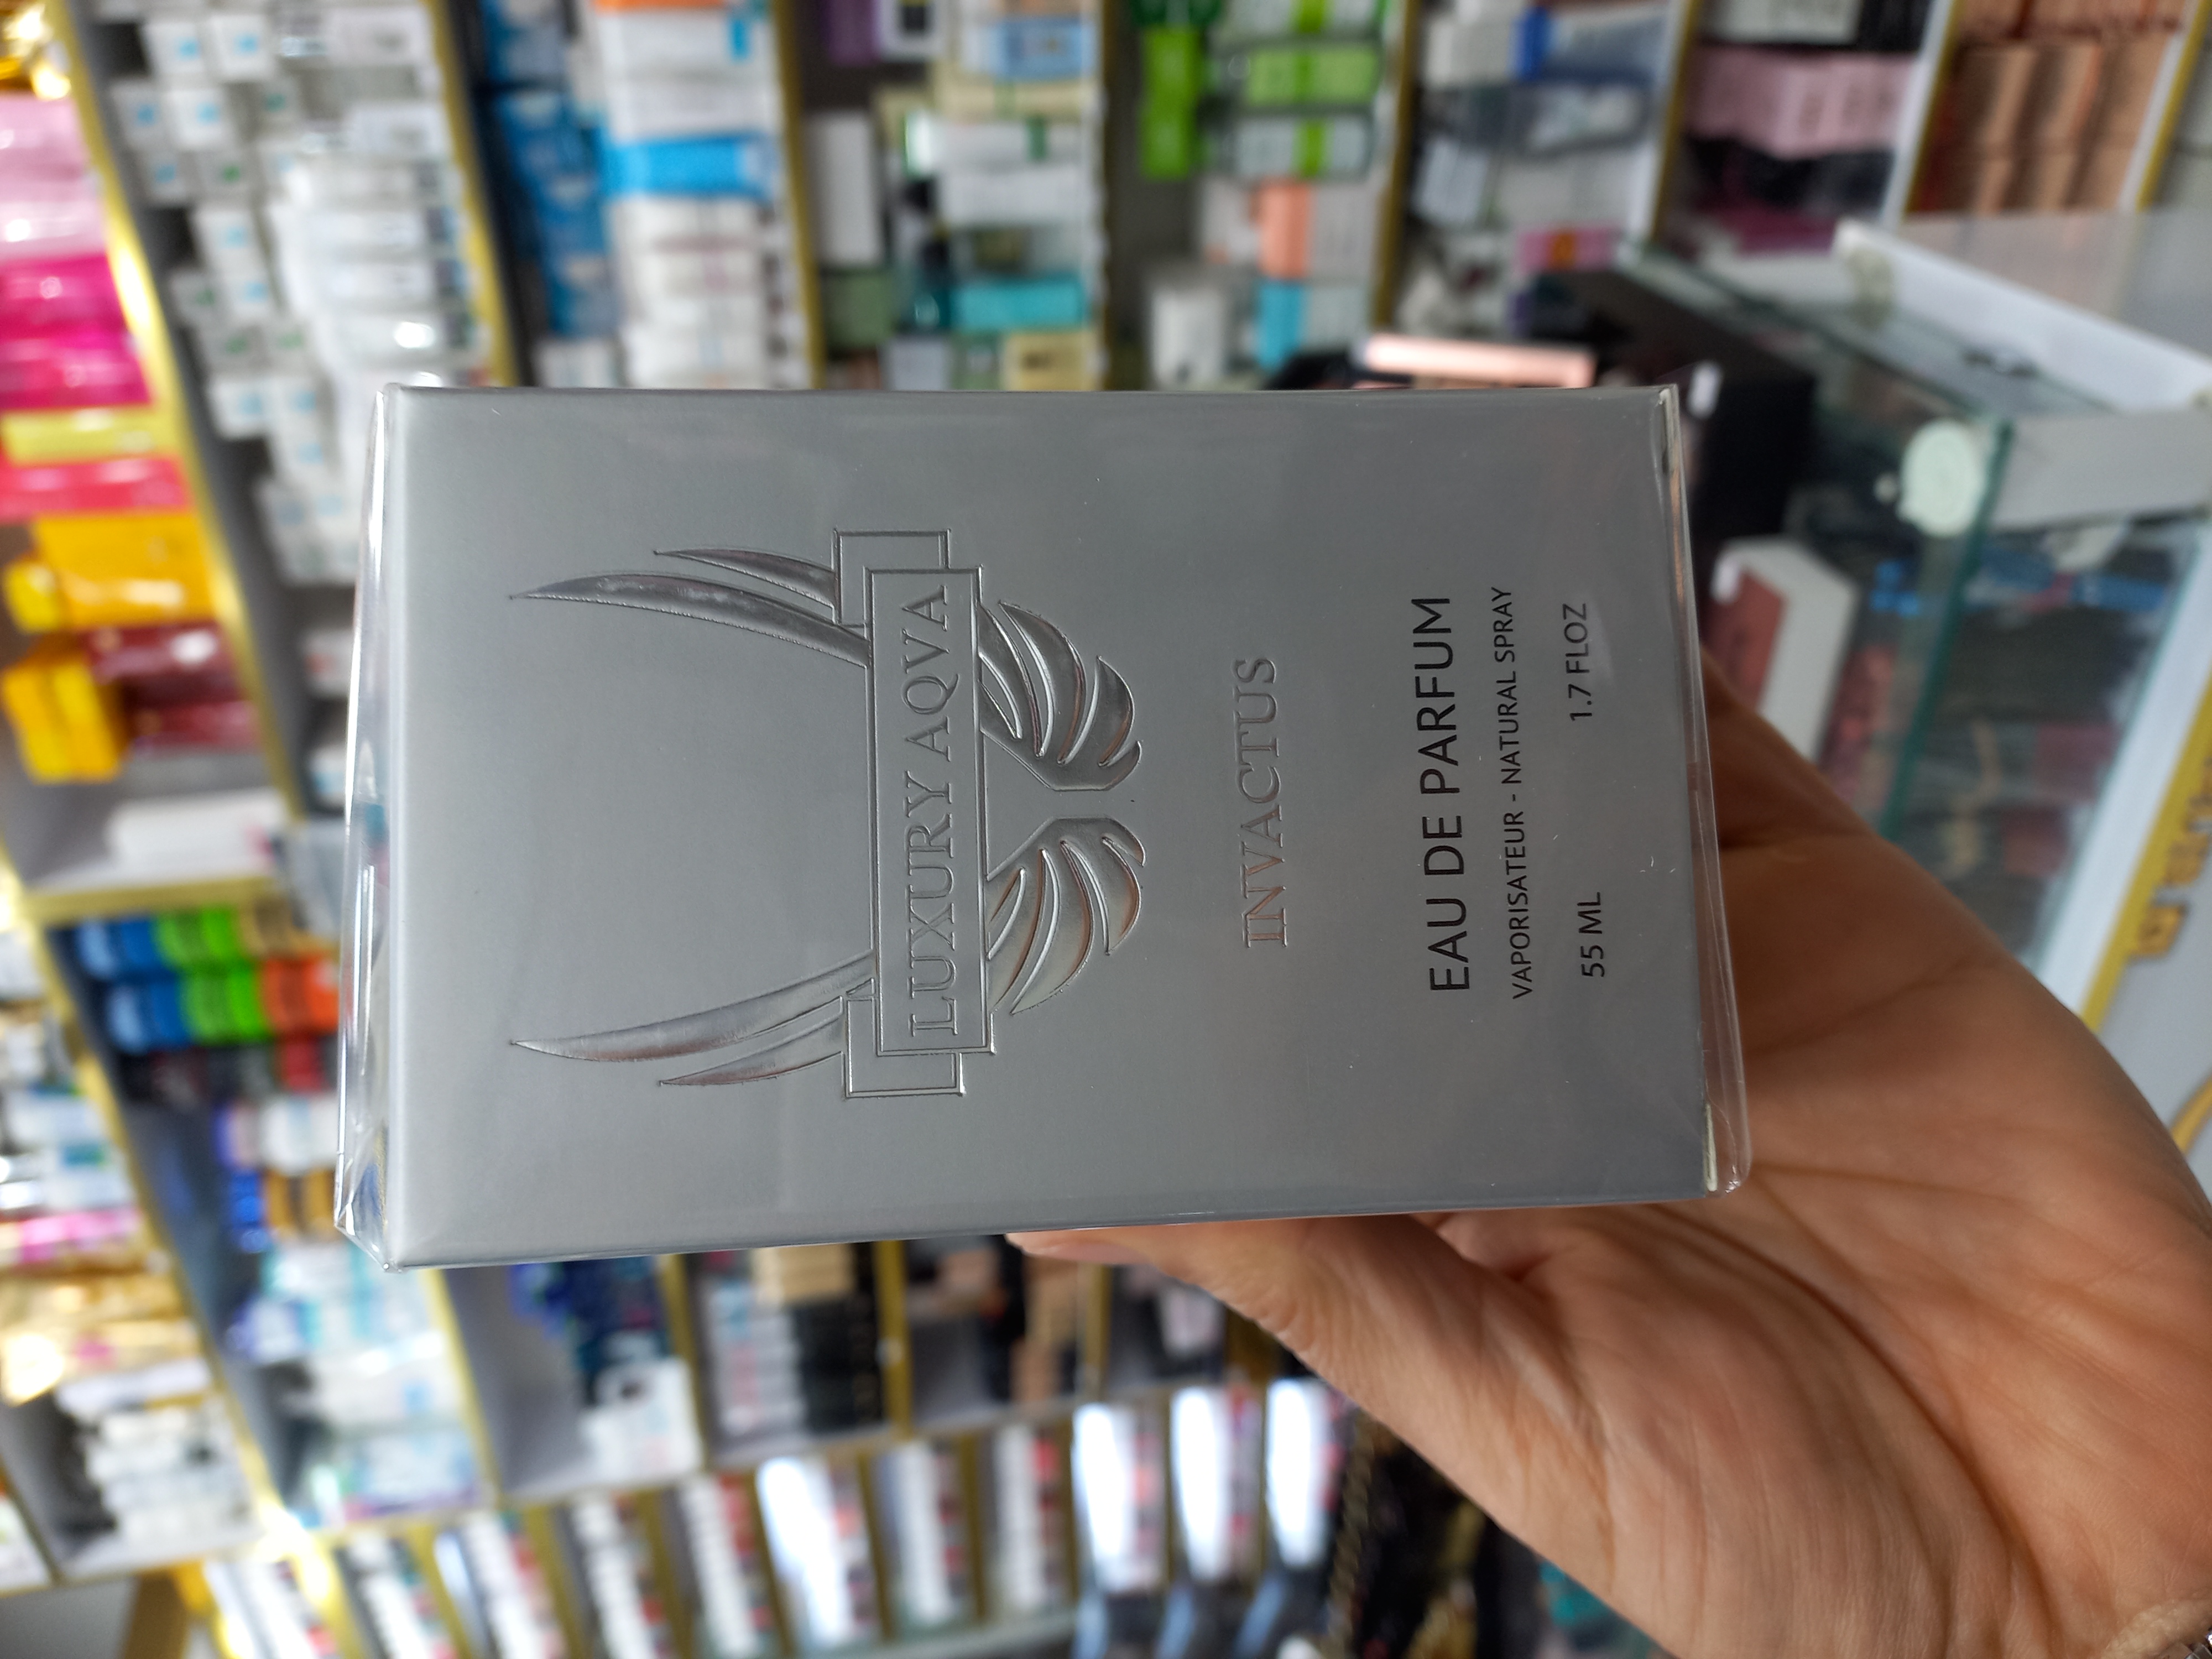 LUXURY AQVA
INVACTUS
EAU DE PARFUM
VAPORISATEUR - NATURAL SPRAY
55 ML 1.7 FLOZ